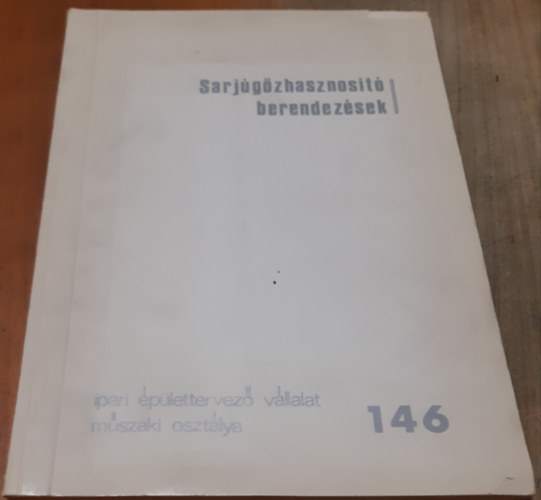 Sarjúgőzhasznosító
berendezések
ipari épülettervező vállalat
műszaki osztálya
146